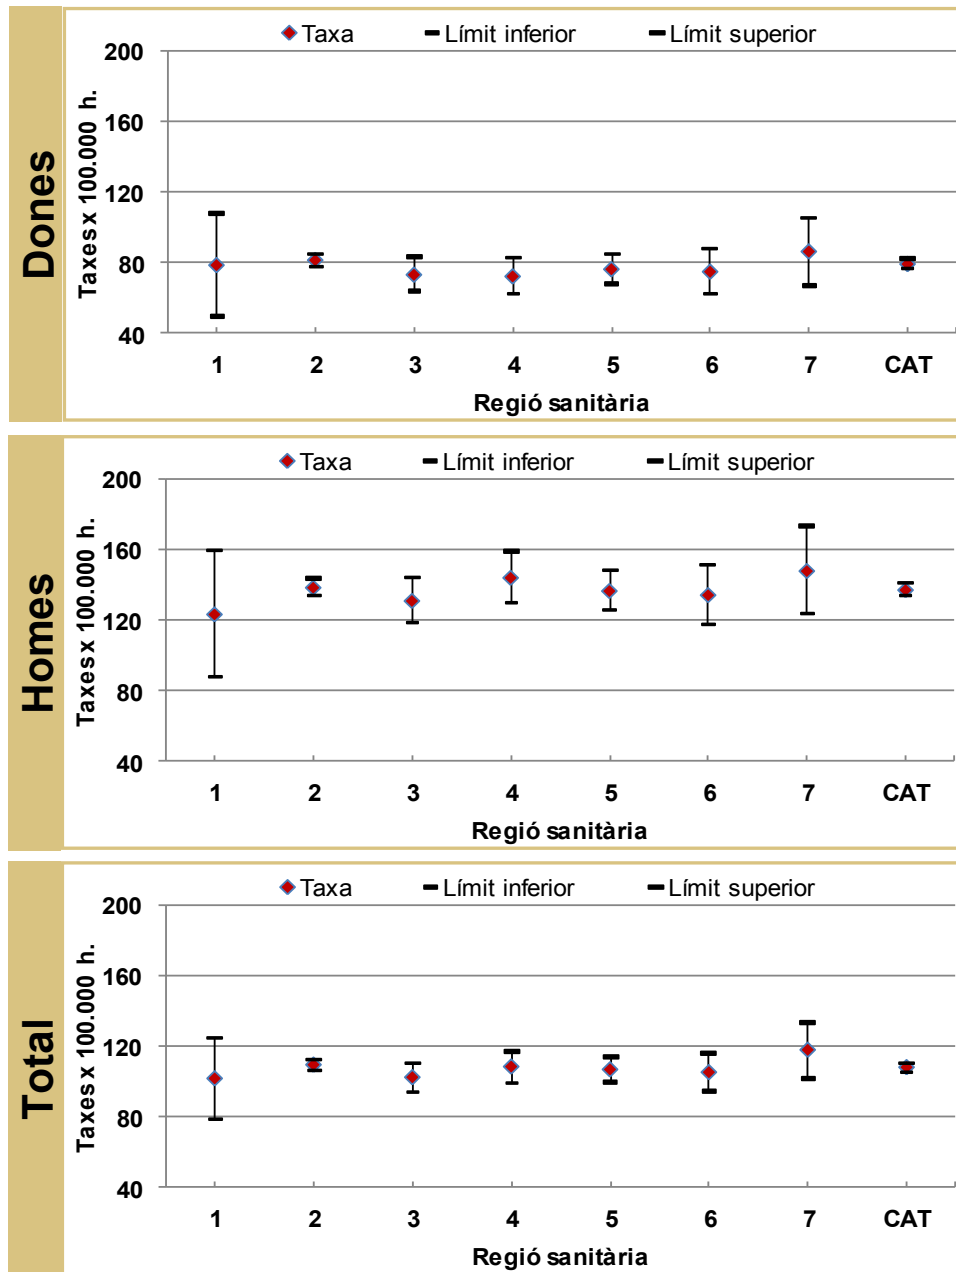 Dones
Taxa Límit inferior Límit superior
Taxes x 100.000 h.
200
160
120
80
40
1 2 3 4 5 6 7 CAT
Regió sanitària
Homes
Taxa Límit inferior Límit superior
Taxes x 100.000 h.
200
160
120
80
40
1 2 3 4 5 6 7 CAT
Regió sanitària
Total
Taxa Límit inferior Límit superior
Taxes x 100.000 h.
200
160
120
80
40
1 2 3 4 5 6 7 CAT
Regió sanitària